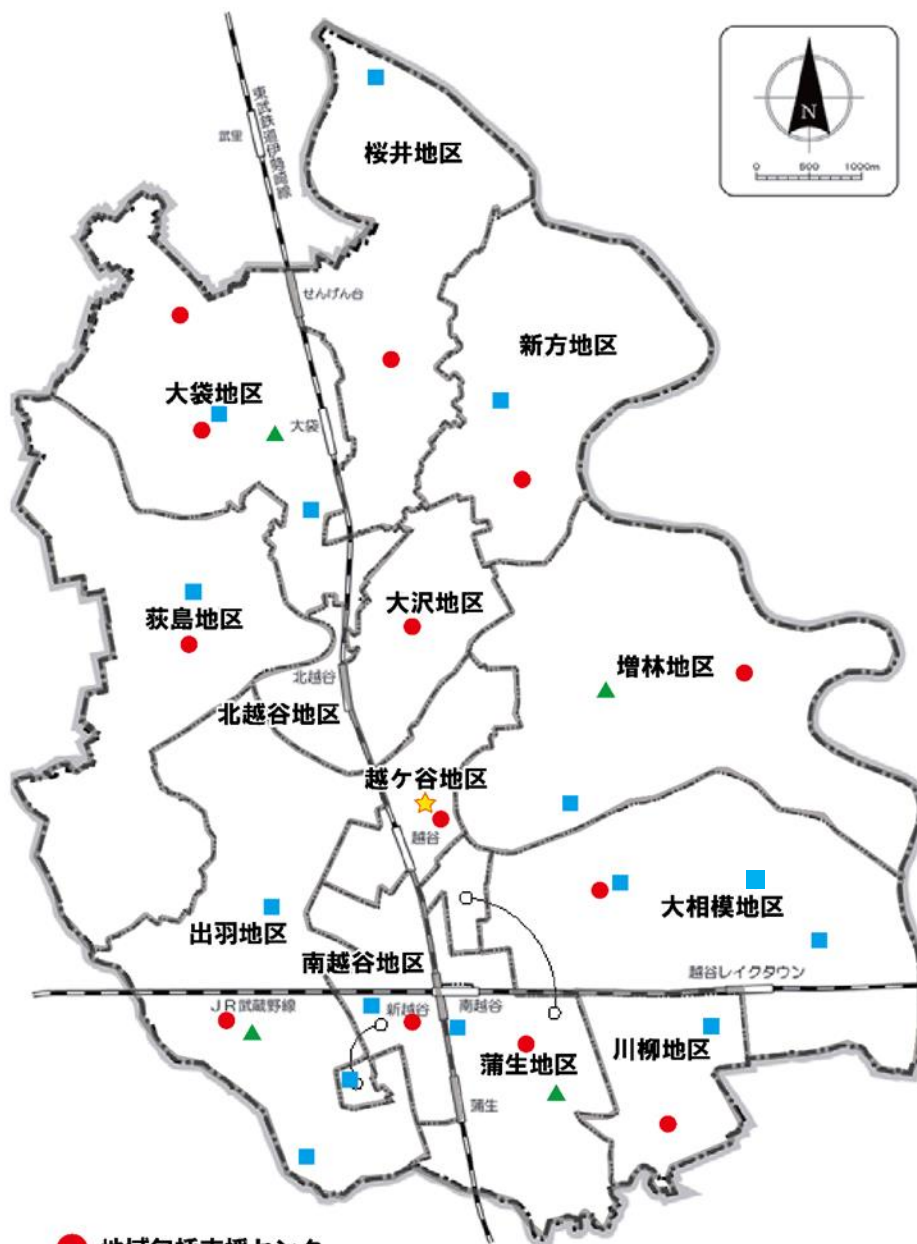 N
0 500 1000m
桜井地区
東武鉄道伊勢崎線
武里
せんげん台
新方地区
大袋地区
大袋
大沢地区
荻島地区
増林地区
北越谷
北越谷地区
越ケ谷地区
越谷
大相模地区
出羽地区
南越谷地区
越谷レイクタウン
JR武蔵野線
新越谷
南越谷
川柳地区
蒲生地区
蒲生